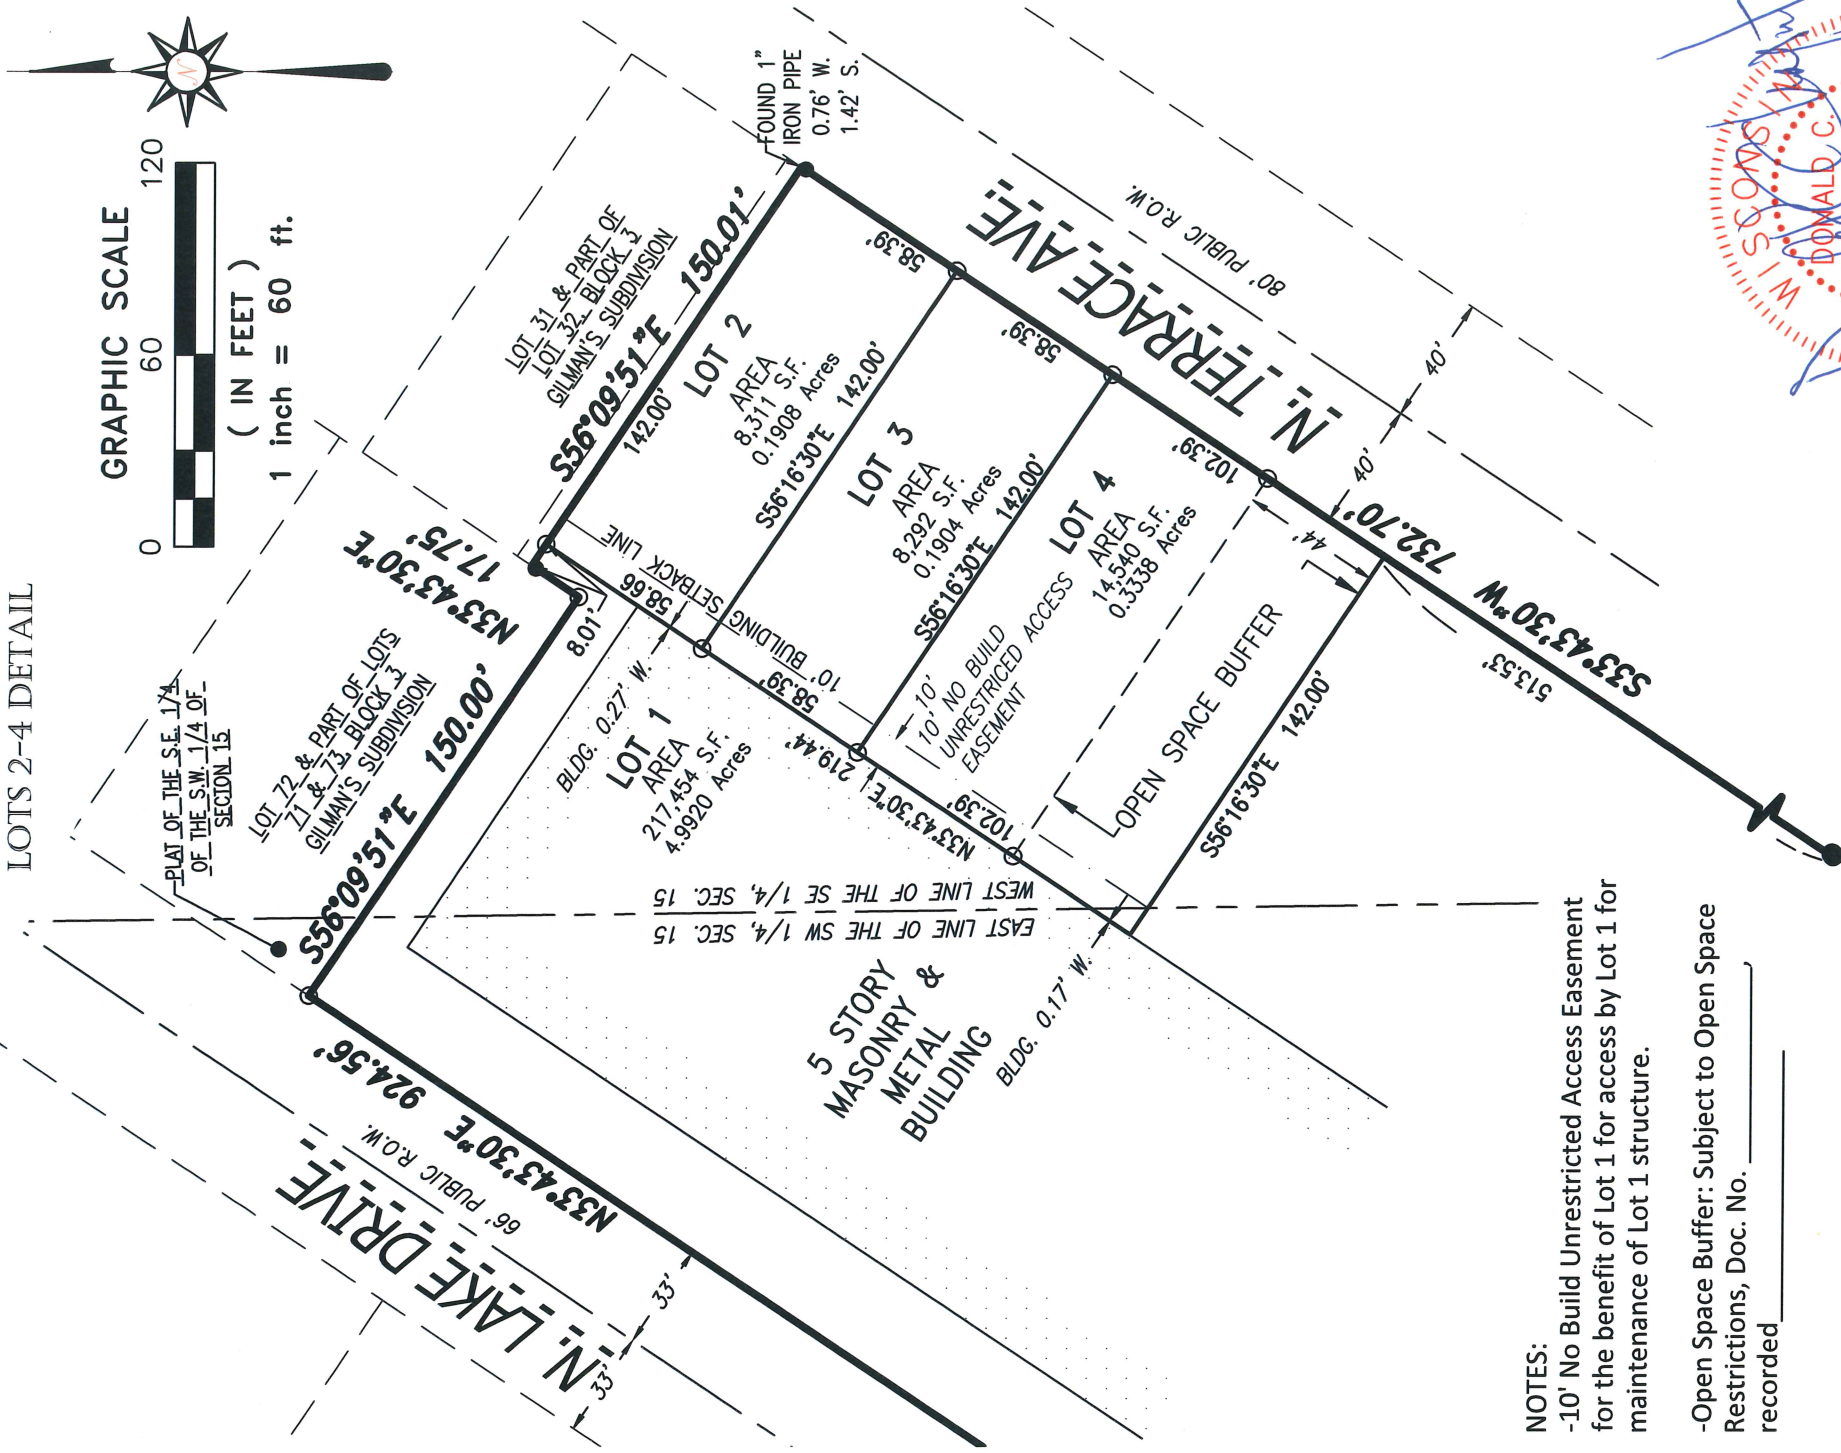 LOTS 2-4 DETAIL
GRAPHIC SCALE
0 60 120
( IN FEET )
1 inch = 60 ft.
N
PLAT OF THE S.E. 1/4
OF THE S.W. 1/4 OF
SECTION 15
LOT 72 & PART OF LOTS
71 & 73, BLOCK 3
GILMAN'S SUBDIVISION
LOT 31 & PART OF
LOT 32, BLOCK 3
GILMAN'S SUBDIVISION
FOUND 1"
IRON PIPE
0.76' W.
1.42' S.
S56°09'51"E 150.00'
N33°43'30"E
17.75'
S56°09'51"E 150.01'
142.00'
8.01'
58.66
10' BUILDING SETBACK LINE
BLDG. 0.27' W.
LOT 1
AREA
217,454 S.F.
4.9920 Acres
LOT 2
AREA
8,311 S.F.
0.1908 Acres
58.39'
S56°16'30"E 142.00'
LOT 3
AREA
8,292 S.F.
0.1904 Acres
58.39'
58.39'
S56°16'30"E 142.00'
LOT 4
AREA
14,540 S.F.
0.3338 Acres
10'
10' NO BUILD
UNRESTRICED ACCESS
EASEMENT
N33°43'30"E 219.44'
102.39'
102.39'
44'
OPEN SPACE BUFFER
S56°16'30"E 142.00'
BLDG. 0.17' W.
WEST LINE OF THE SE 1/4, SEC. 15
EAST LINE OF THE SW 1/4, SEC. 15
5 STORY
MASONRY &
METAL
BUILDING
N. LAKE DRIVE
66' PUBLIC R.O.W.
33' 33'
N33°43'30"E 924.56'
N. TERRACE AVE.
80' PUBLIC R.O.W.
40' 40'
S33°43'30"W 732.70'
513.53'
NOTES:
-10' No Build Unrestricted Access Easement
for the benefit of Lot 1 for access by Lot 1 for
maintenance of Lot 1 structure.
-Open Space Buffer: Subject to Open Space
Restrictions, Doc. No. ____________,
recorded____________
WISCONSIN
DONALD C.